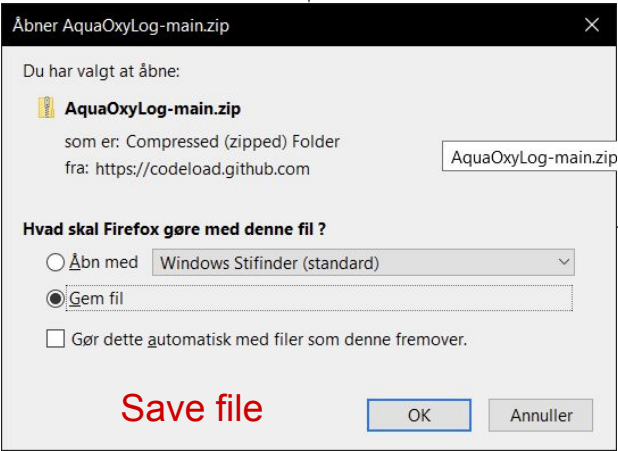 Åbner AquaOxyLog-main.zip
Du har valgt at åbne:
AquaOxyLog-main.zip
som er: Compressed (zipped) Folder
fra: https://codeload.github.com
AquaOxyLog-main.zip
Hvad skal Firefox gøre med denne fil ?
Åbn med Windows Stifinder (standard)
Gem fil
Gør dette automatisk med filer som denne fremover.
Save file
OK Annuller